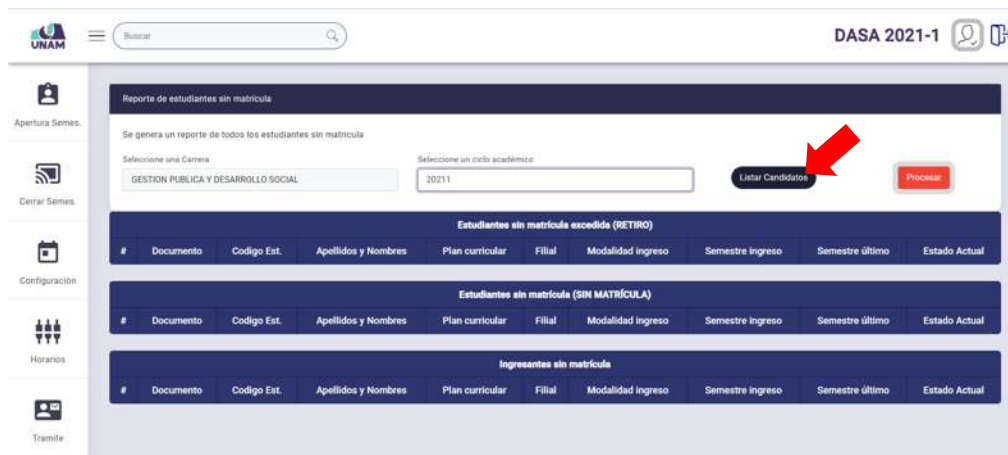 UNAM
Buscar
DASA 2021-1
Apertura Semes.
Cerrar Semes.
Configuración
Horarios
Tramite
Reporte de estudiantes sin matrícula
Se genera un reporte de todos los estudiantes sin matricula
Seleccione una Carrera
Seleccione un ciclo académico
GESTION PUBLICA Y DESARROLLO SOCIAL
20211
Listar Candidatos
Procesar
Estudiantes sin matrícula excedida (RETIRO)
# Documento Codigo Est. Apellidos y Nombres Plan curricular Filial Modalidad ingreso Semestre ingreso Semestre último Estado Actual
Estudiantes sin matrícula (SIN MATRÍCULA)
# Documento Codigo Est. Apellidos y Nombres Plan curricular Filial Modalidad ingreso Semestre ingreso Semestre último Estado Actual
Ingresantes sin matrícula
# Documento Codigo Est. Apellidos y Nombres Plan curricular Filial Modalidad ingreso Semestre ingreso Semestre último Estado Actual